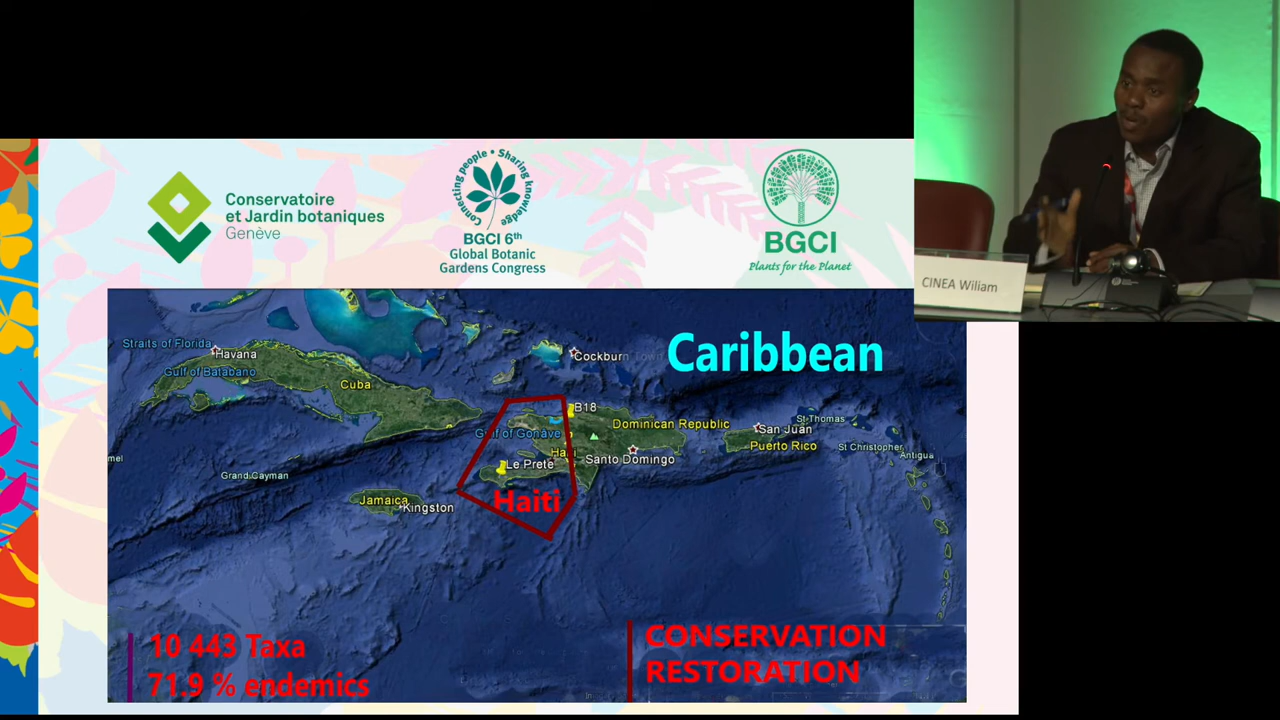 Conservatoire
et Jardin botaniques
Genève
Connecting people • Sharing knowledge
BGCI 6th
Global Botanic
Gardens Congress
BGCI
Plants for the Planet
CINEA Wiliam
Caribbean
Straits of Florida
Havana
Gulf of Batabano
Cuba
Cockburn Town
B18
Dominican Republic
Gulf of Gonave
Le Prete
Santo Domingo
San Juan
Puerto Rico
St Thomas
St Christopher
Antigua
Grand Cayman
Jamaica
Kingston
Haiti
10 443 Taxa
71.9 % endemics
CONSERVATION
RESTORATION